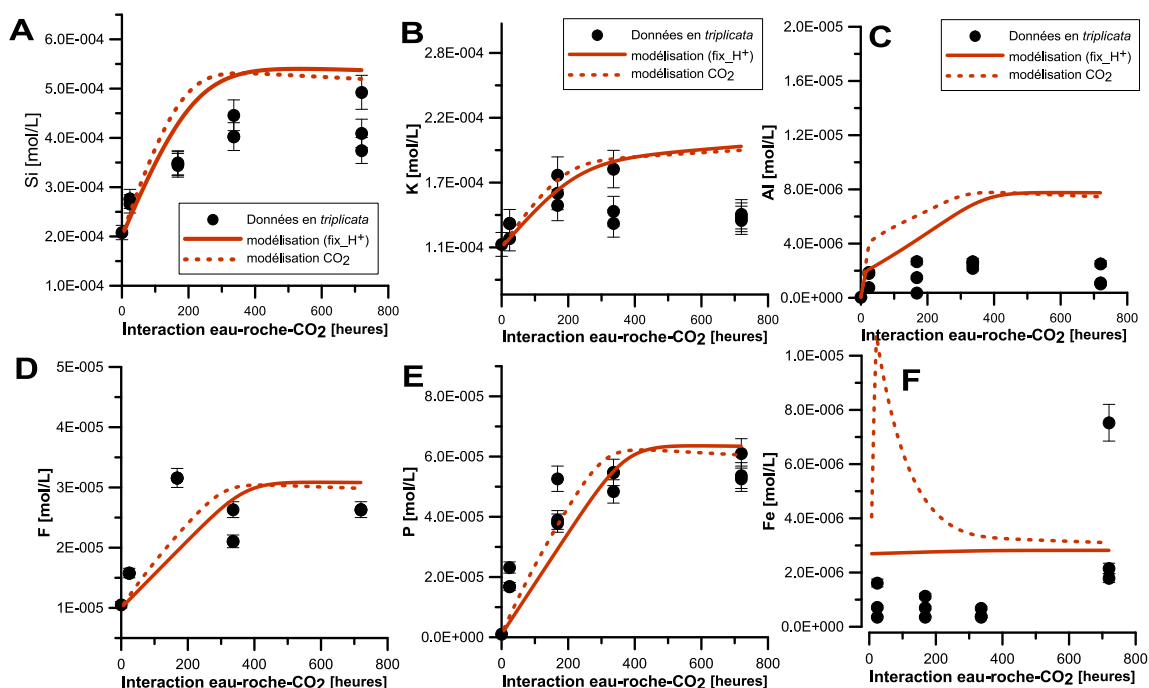 A
6.0E-004
5.0E-004
4.0E-004
3.0E-004
2.0E-004
1.0E-004
Si [mol/L]
Données en triplicata
modélisation (fix_H+)
modélisation CO2
0 200 400 600 800
Interaction eau-roche-CO2 [heures]
B
2.8E-004
2.2E-004
1.7E-004
1.1E-004
K [mol/L]
Données en triplicata
modélisation (fix_H+)
modélisation CO2
0 200 400 600 800
Interaction eau-roche-CO2 [heures]
C
2.0E-005
1.6E-005
1.2E-005
8.0E-006
4.0E-006
0.0E+000
Al [mol/L]
Données en triplicata
modélisation (fix_H+)
modélisation CO2
0 200 400 600 800
Interaction eau-roche-CO2 [heures]
D
5E-005
4E-005
3E-005
2E-005
1E-005
F [mol/L]
0 200 400 600 800
Interaction eau-roche-CO2 [heures]
E
8.0E-005
6.0E-005
4.0E-005
2.0E-005
0.0E+000
P [mol/L]
0 200 400 600 800
Interaction eau-roche-CO2 [heures]
F
1.0E-005
8.0E-006
6.0E-006
4.0E-006
2.0E-006
0.0E+000
Fe [mol/L]
0 200 400 600 800
Interaction eau-roche-CO2 [heures]